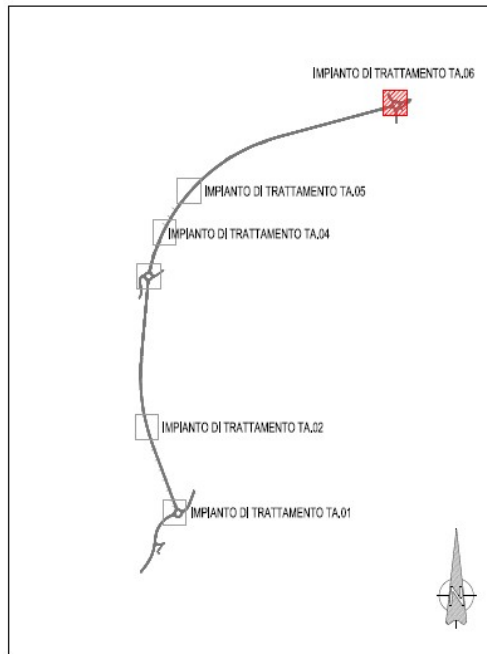 IMPIANTO DI TRATTAMENTO TA.06
IMPIANTO DI TRATTAMENTO TA.05
IMPIANTO DI TRATTAMENTO TA.04
IMPIANTO DI TRATTAMENTO TA.02
IMPIANTO DI TRATTAMENTO TA.01
N